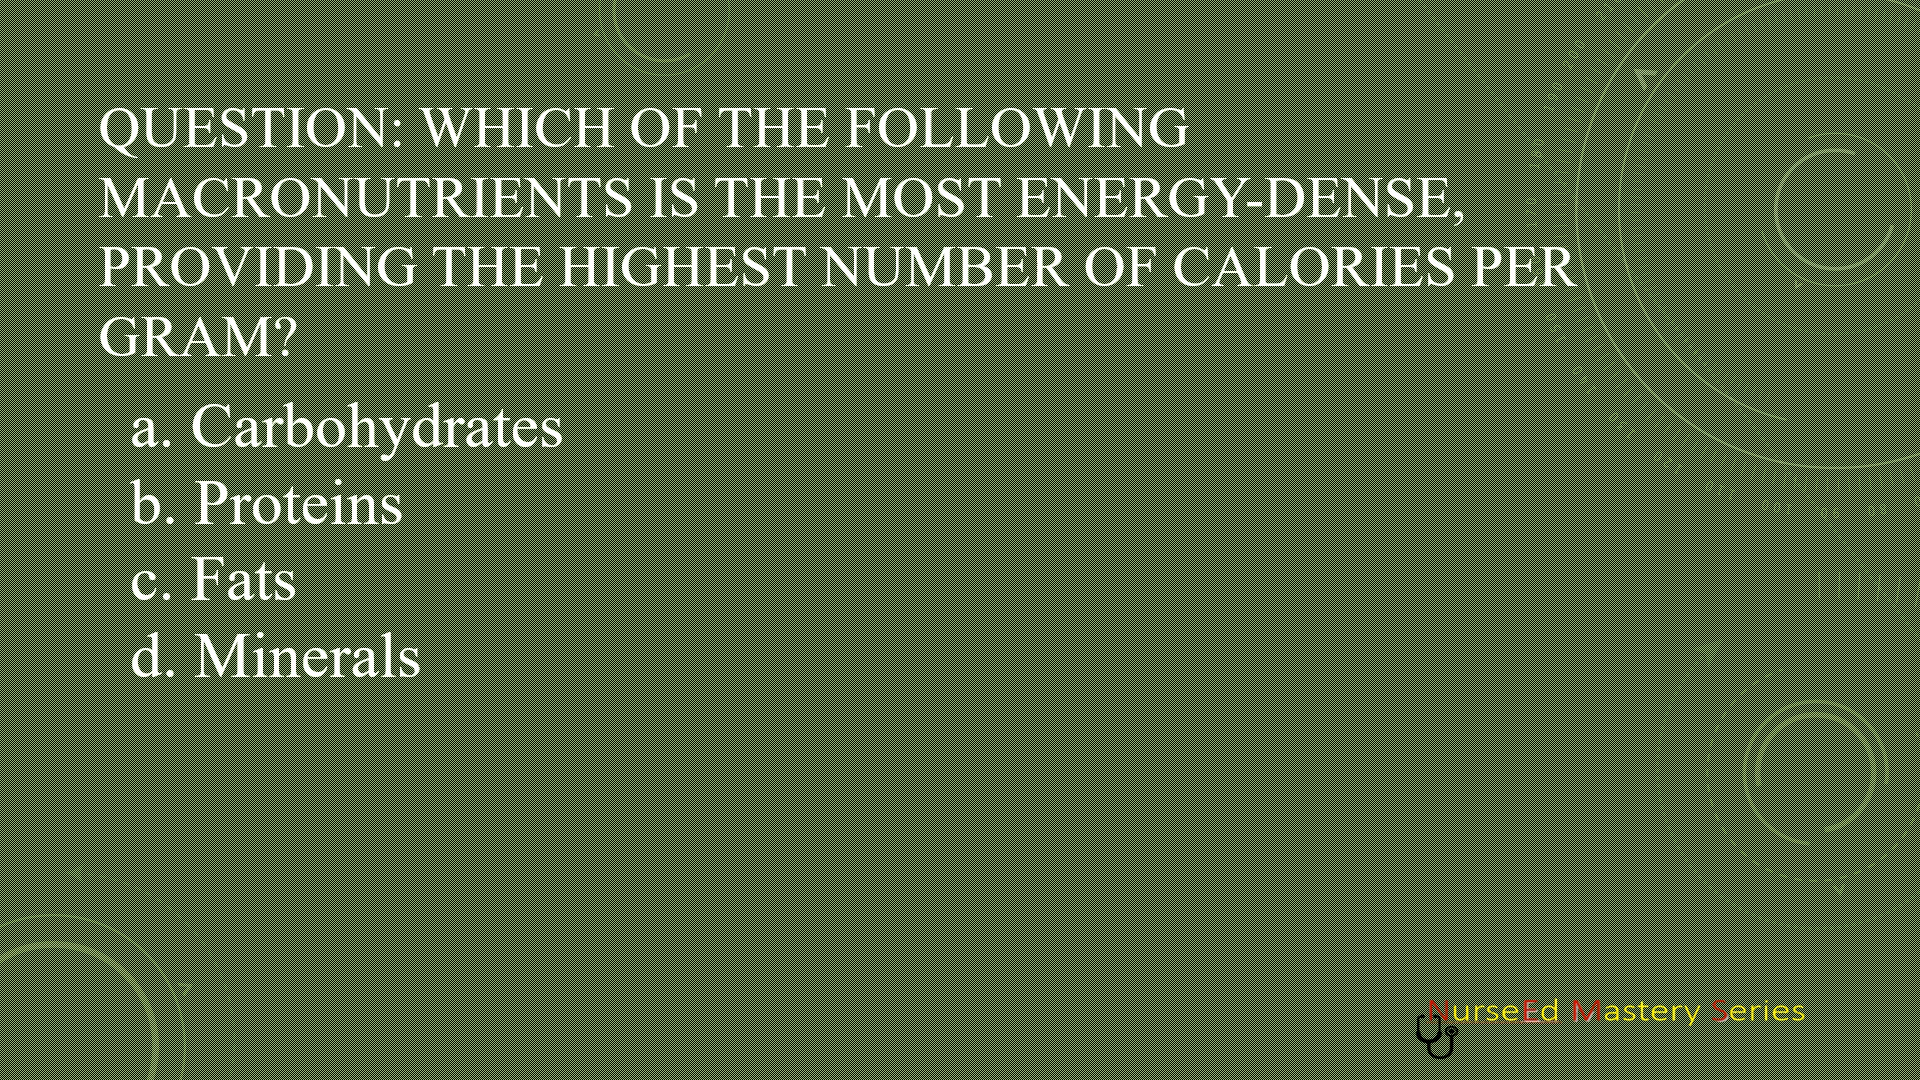 QUESTION: WHICH OF THE FOLLOWING
MACRONUTRIENTS IS THE MOST ENERGY-DENSE,
PROVIDING THE HIGHEST NUMBER OF CALORIES PER
GRAM?
a. Carbohydrates
b. Proteins
c. Fats
d. Minerals
NurseEd Mastery Series